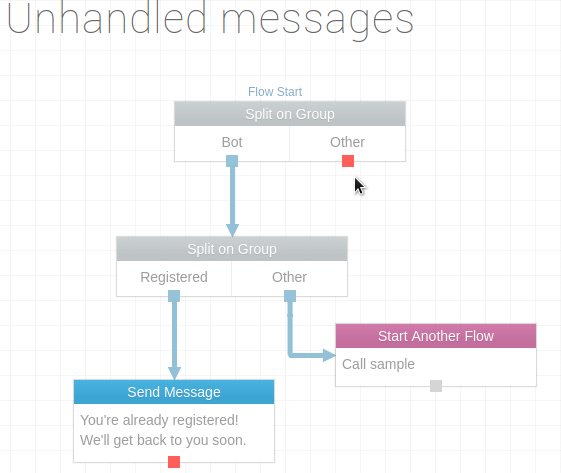 Unhandled messages
Flow Start
Split on Group
Bot Other
Split on Group
Registered Other
Start Another Flow
Call sample
Send Message
You're already registered!
We'll get back to you soon.